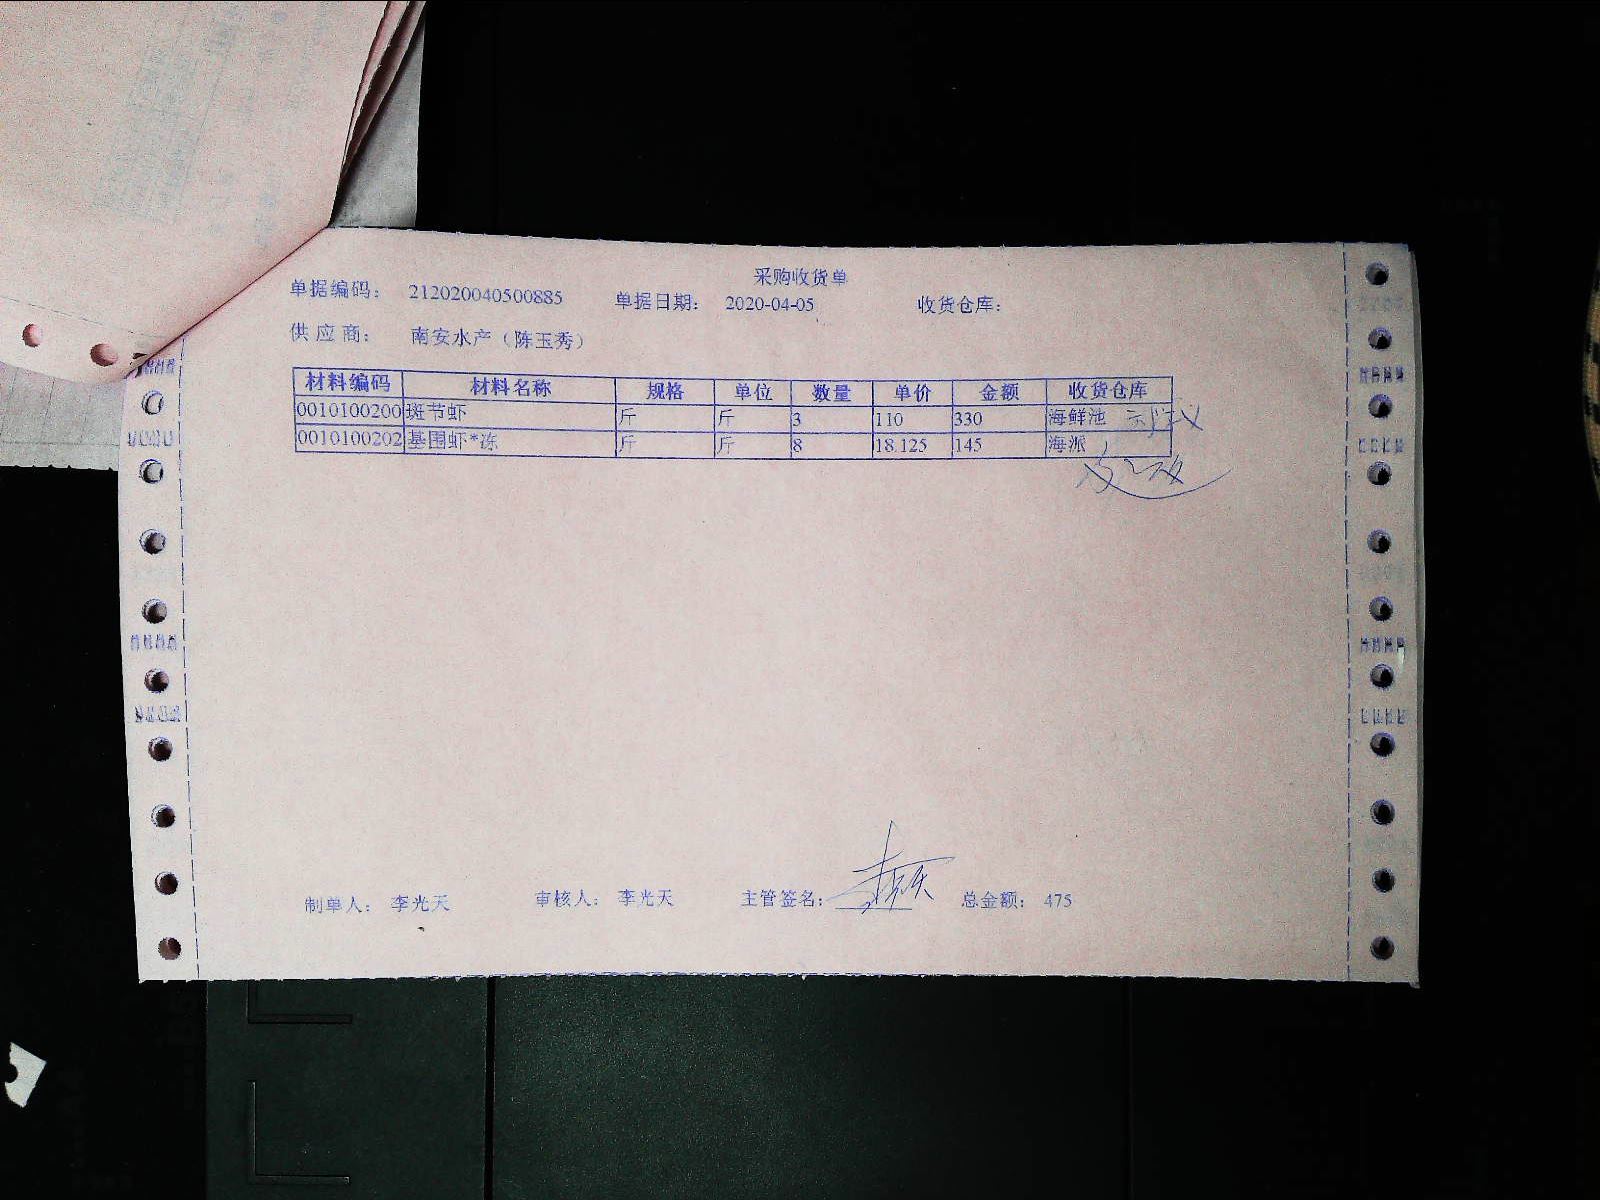 采购收货单
单据编码： 212020040500885 单据日期： 2020-04-05 收货仓库：
供应商： 南安水产（陈玉秀）
材料编码 材料名称 规格 单位 数量 单价 金额 收货仓库
0010100200 斑节虾 斤 斤 3 110 330 海鲜池
0010100202 基围虾*冻 斤 斤 8 18.125 145 海派
制单人： 李光天 审核人： 李光天 主管签名： 总金额： 475